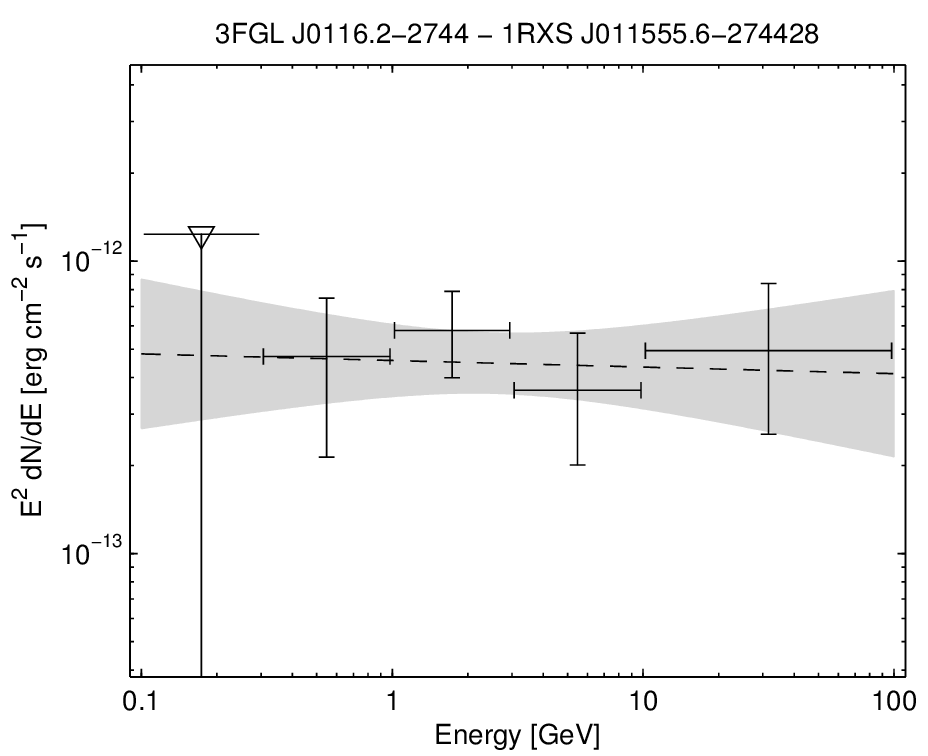 3FGL J0116.2−2744 − 1RXS J011555.6−274428
E² dN/dE [erg cm⁻² s⁻¹]
10⁻¹²
10⁻¹³
0.1 1 10 100
Energy [GeV]